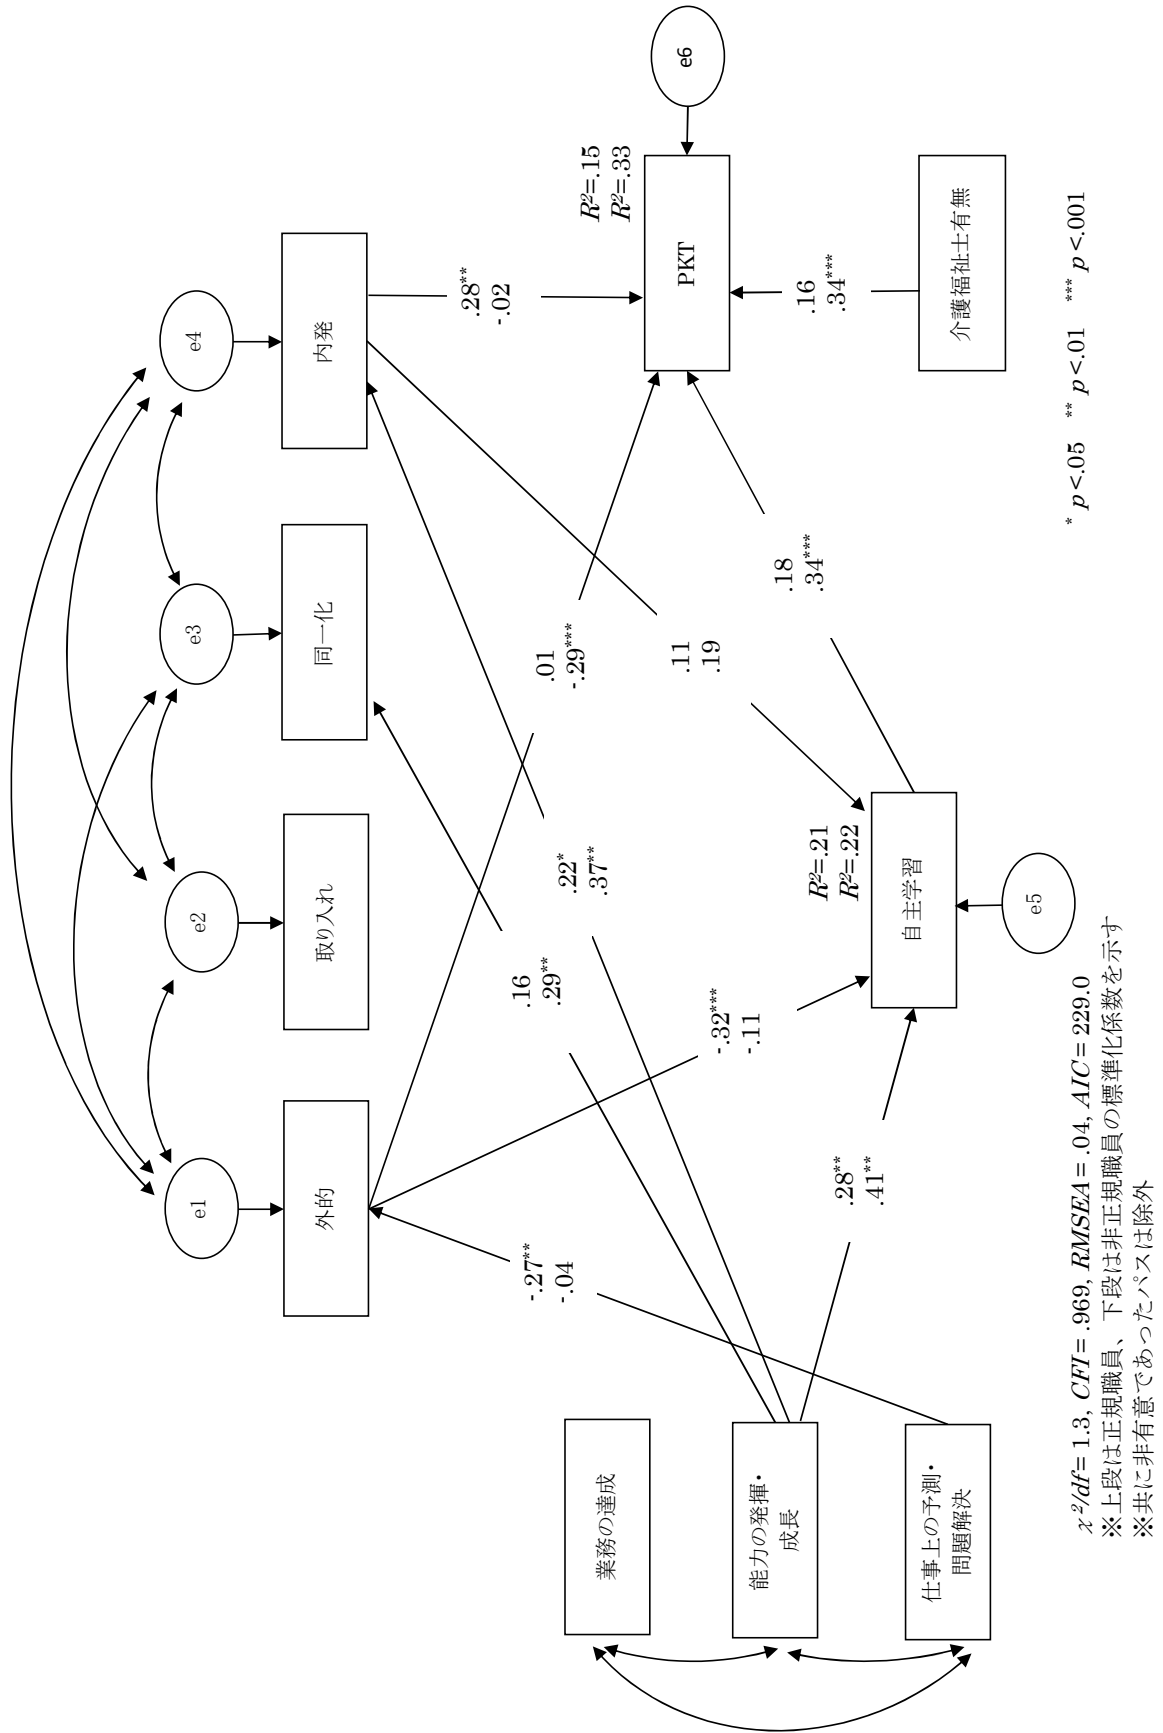 e1
e2
e3
e4
外的
取り入れ
同一化
内発
-.27**
-.04
.16
.29**
.22*
.37**
.01
-.29***
.28**
-.02
業務の達成
能力の発揮・
成長
仕事上の予測・
問題解決
-.32***
-.11
.11
.19
.28**
.41**
.18
.34***
R²=.15
R²=.33
PKT
e6
.16
.34***
介護福祉士有無
R²=.21
R²=.22
自主学習
e5
* p<.05 ** p<.01 *** p<.001
χ²/df= 1.3, CFI= .969, RMSEA= .04, AIC= 229.0
※上段は正規職員、下段は非正規職員の標準化係数を示す
※共に非有意であったパスは除外